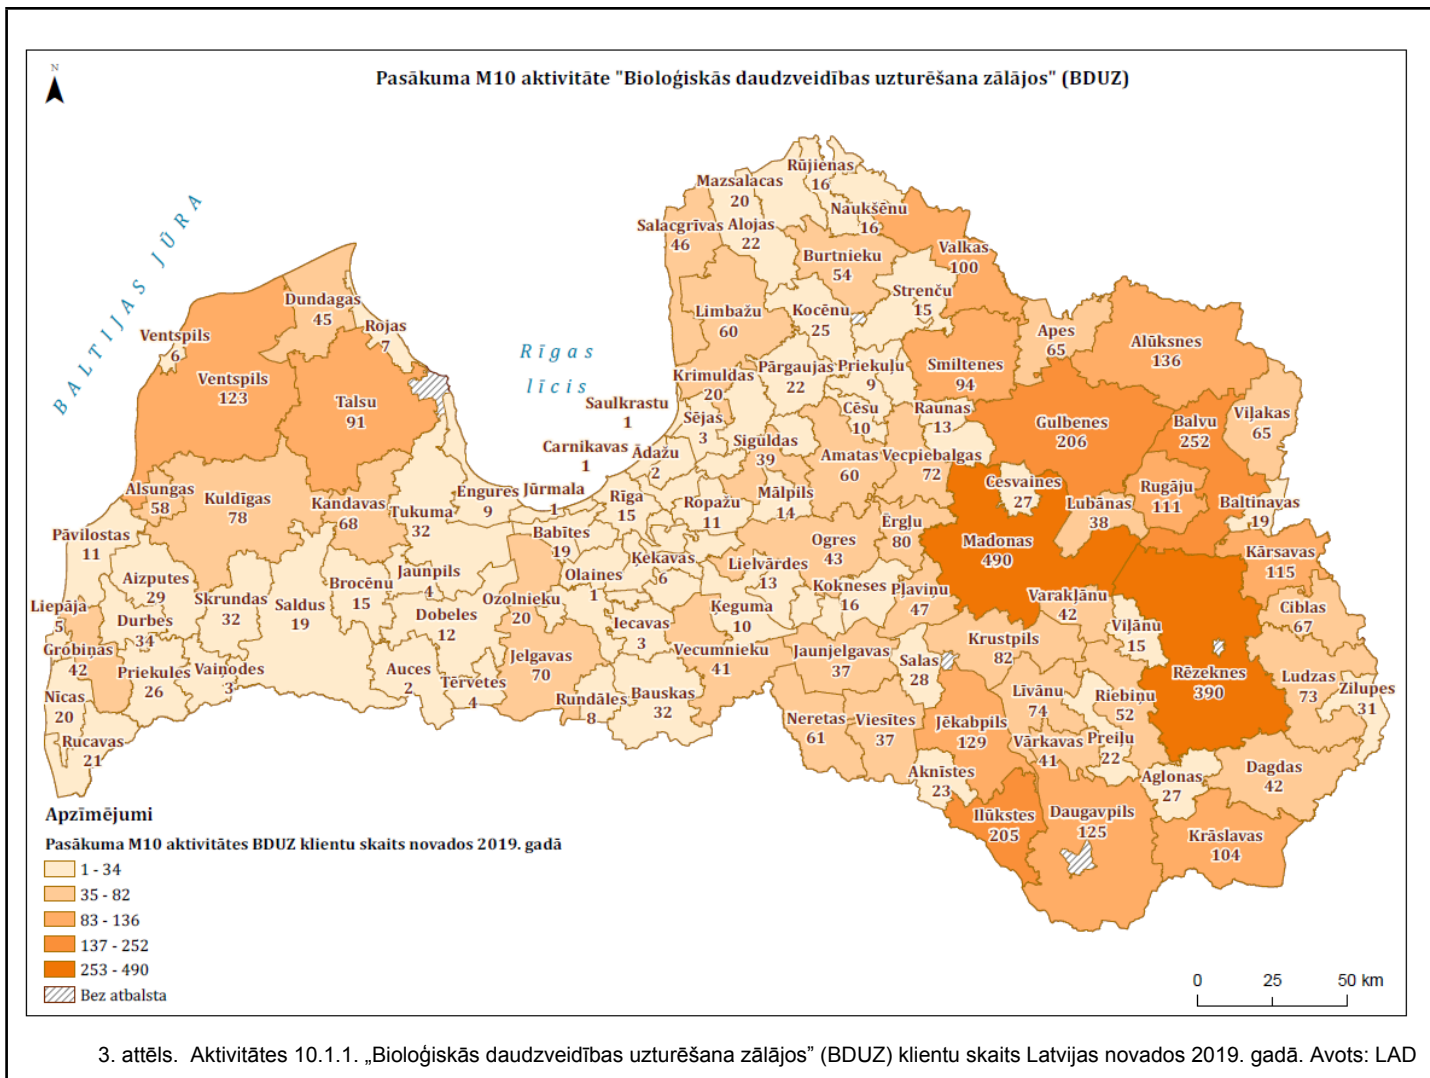 N
Pasākuma M10 aktivitāte "Bioloģiskās daudzveidības uzturēšana zālājos" (BDUZ)
BALTIJAS JŪRA
Rīgas
līcis
Rūjienas
16
Mazsalacas
20
Naukšēnu
16
Salacgrīvas
46
Alojas
22
Burtnieku
54
Valkas
100
Strenču
15
Dundagas
45
Rojas
7
Ventspils
6
Ventspils
123
Talsu
91
Limbažu
60
Kocēnu
25
Apes
65
Alūksnes
136
Smiltenes
94
Krimuldas
20
Pārgaujas
22
Priekuļu
9
Saulkrastu
1
Sējas
3
Cēsu
10
Raunas
13
Gulbenes
206
Balvu
252
Viļakas
65
Carnikavas
1
Ādažu
2
Siguldas
39
Amatas
60
Vecpiebalgas
72
Alsungas
58
Kuldīgas
78
Kandavas
68
Tukuma
32
Engures
9
Jūrmala
1
Rīga
15
Ropažu
11
Mālpils
14
Cesvaines
27
Lubānas
38
Rugāju
111
Baltinavas
19
Pāvilostas
11
Babītes
19
Ķekavas
6
Ogres
43
Ērgļu
80
Madonas
490
Kārsavas
115
Aizputes
29
Skrundas
32
Saldus
19
Brocēnu
15
Jaunpils
4
Olaines
1
Lielvārdes
13
Kokneses
16
Pļaviņu
47
Varakļānu
42
Ciblas
67
Liepāja
5
Durbes
34
Dobeles
12
Ozolnieku
20
Iecavas
3
Ķeguma
10
Viļānu
15
Grobiņas
42
Priekules
26
Vaiņodes
3
Auces
2
Tērvetes
4
Jelgavas
70
Vecumnieku
41
Jaunjelgavas
37
Salas
28
Krustpils
82
Rēzeknes
390
Ludzas
73
Zilupes
31
Nīcas
20
Rundāles
8
Bauskas
32
Neretas
61
Viesītes
37
Jēkabpils
129
Līvānu
74
Riebiņu
52
Rucavas
21
Vārkavas
41
Preiļu
22
Aknīstes
23
Aglonas
27
Dagdas
42
Ilūkstes
205
Daugavpils
125
Krāslavas
104
Apzīmējumi
Pasākuma M10 aktivitātes BDUZ klientu skaits novados 2019. gadā
1 - 34
35 - 82
83 - 136
137 - 252
253 - 490
Bez atbalsta
0 25 50 km
3. attēls. Aktivitātes 10.1.1. „Bioloģiskās daudzveidības uzturēšana zālājos” (BDUZ) klientu skaits Latvijas novados 2019. gadā. Avots: LAD